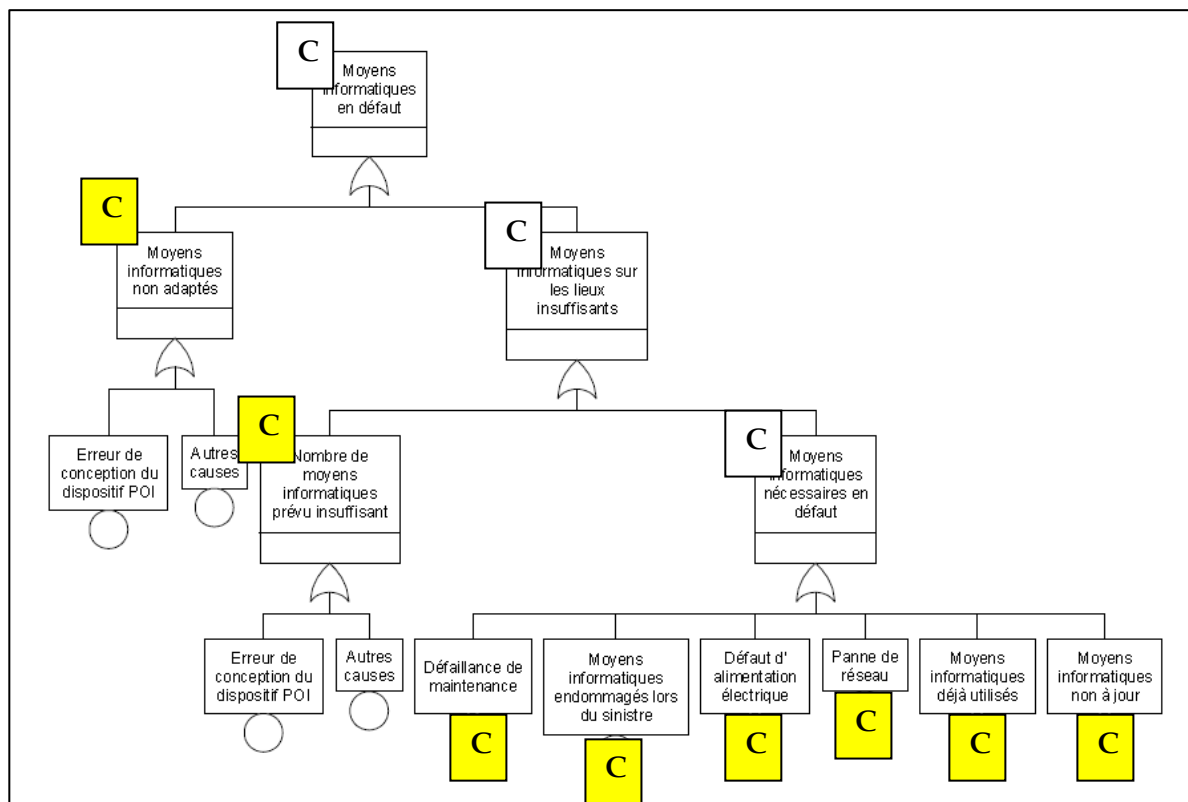 C
Moyens
informatiques
en défaut
C
Moyens
informatiques
non adaptés
C
Moyens
informatiques sur
les lieux
insuffisants
Erreur de
conception du
dispositif POI
Autres
causes
C
Nombre de
moyens
informatiques
prévu insuffisant
C
Moyens
informatiques
nécessaires en
défaut
Erreur de
conception du
dispositif POI
Autres
causes
Défaillance de
maintenance
C
Moyens
informatiques
endommagés lors
du sinistre
C
Défaut d'
alimentation
électrique
C
Panne de
réseau
C
Moyens
informatiques
déjà utilisés
C
Moyens
informatiques
non à jour
C